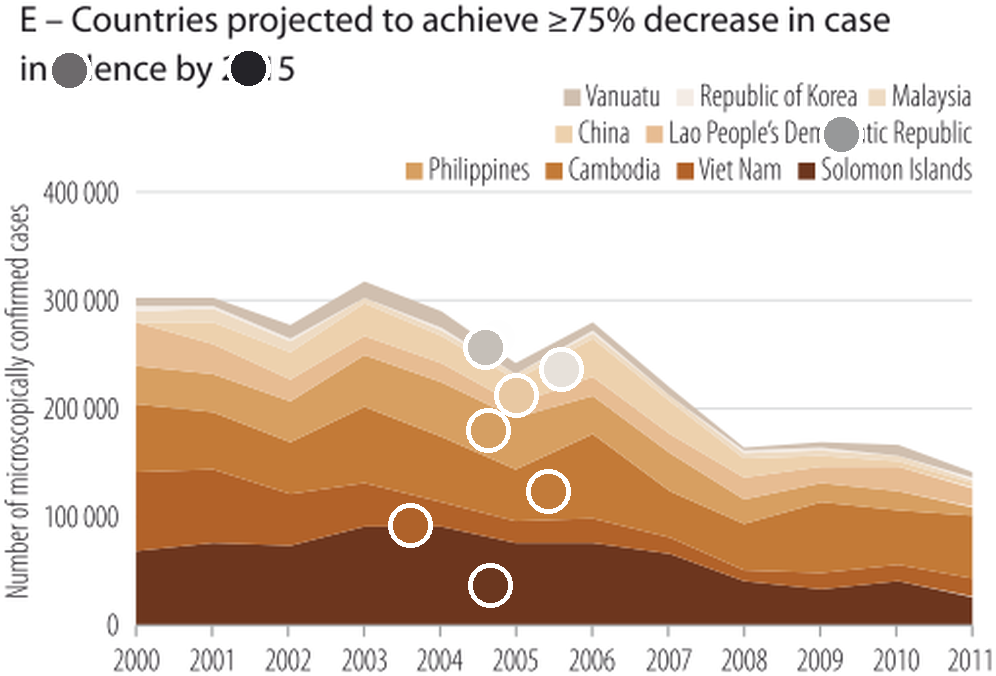 E – Countries projected to achieve ≥75% decrease in case
by
Vanuatu Republic of Korea Malaysia
China Lao People's Republic
Philippines Cambodia Viet Nam Solomon Islands
Number of microscopically confirmed cases
400 000
300 000
200 000
100 000
0
2000 2001 2002 2003 2004 2005 2006 2007 2008 2009 2010 2011